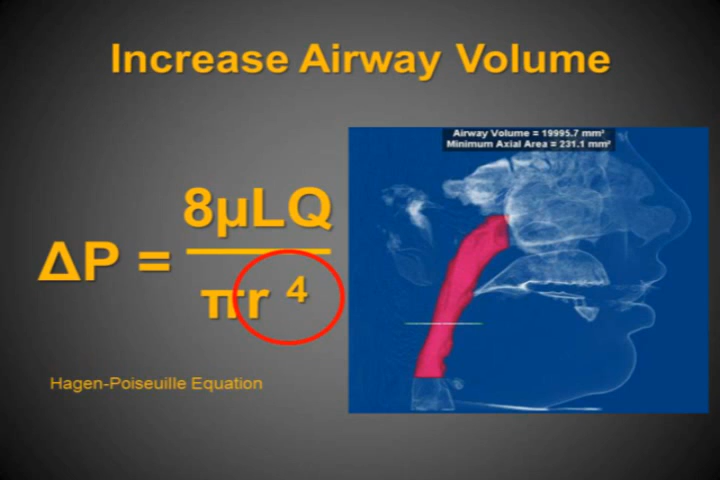 Increase Airway Volume
Airway Volume = 19995.7 mm³
Minimum Axial Area = 231.1 mm²
ΔP = 8μLQ
πr ⁴
Hagen-Poiseuille Equation